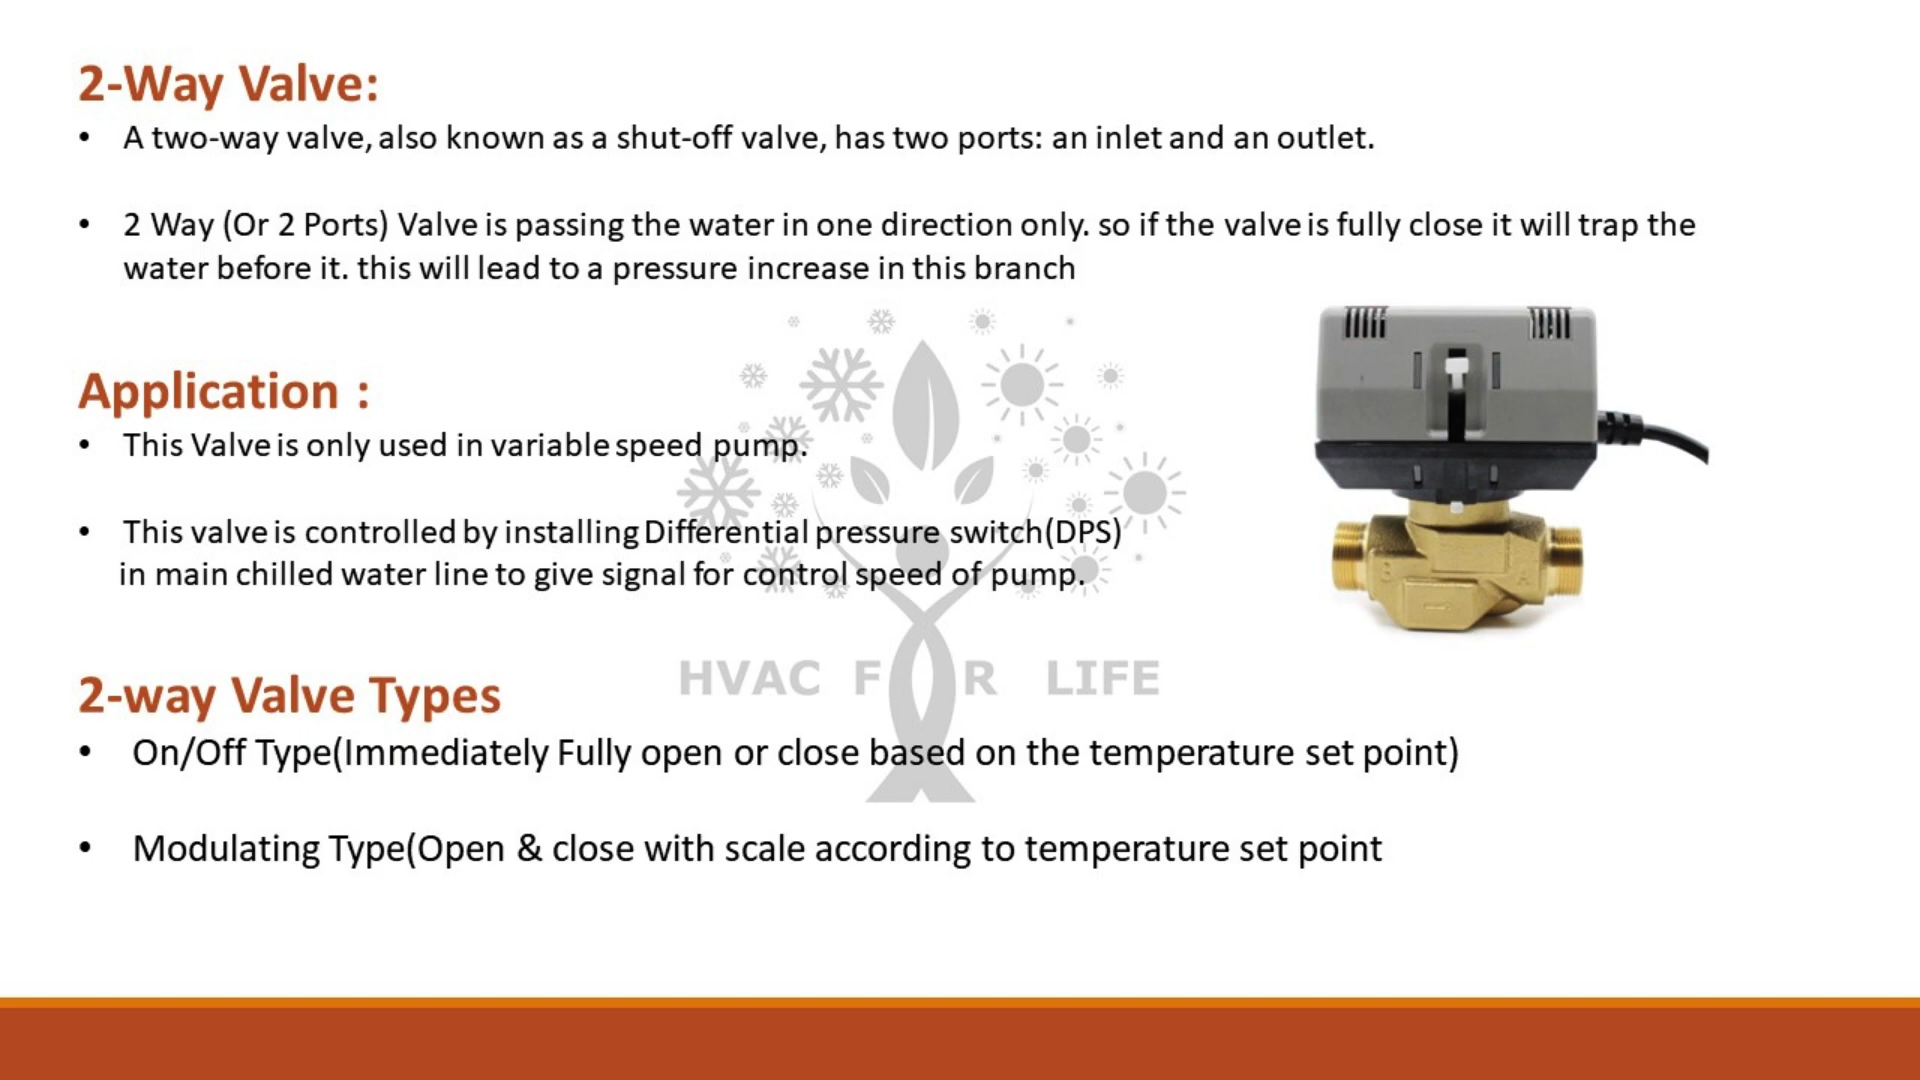 2-Way Valve:
• A two-way valve, also known as a shut-off valve, has two ports: an inlet and an outlet.
• 2 Way (Or 2 Ports) Valve is passing the water in one direction only. so if the valve is fully close it will trap the
water before it. this will lead to a pressure increase in this branch
Application :
• This Valve is only used in variable speed pump.
• This valve is controlled by installing Differential pressure switch(DPS)
in main chilled water line to give signal for control speed of pump.
HVAC F R LIFE
2-way Valve Types
• On/Off Type(Immediately Fully open or close based on the temperature set point)
• Modulating Type(Open & close with scale according to temperature set point
B A